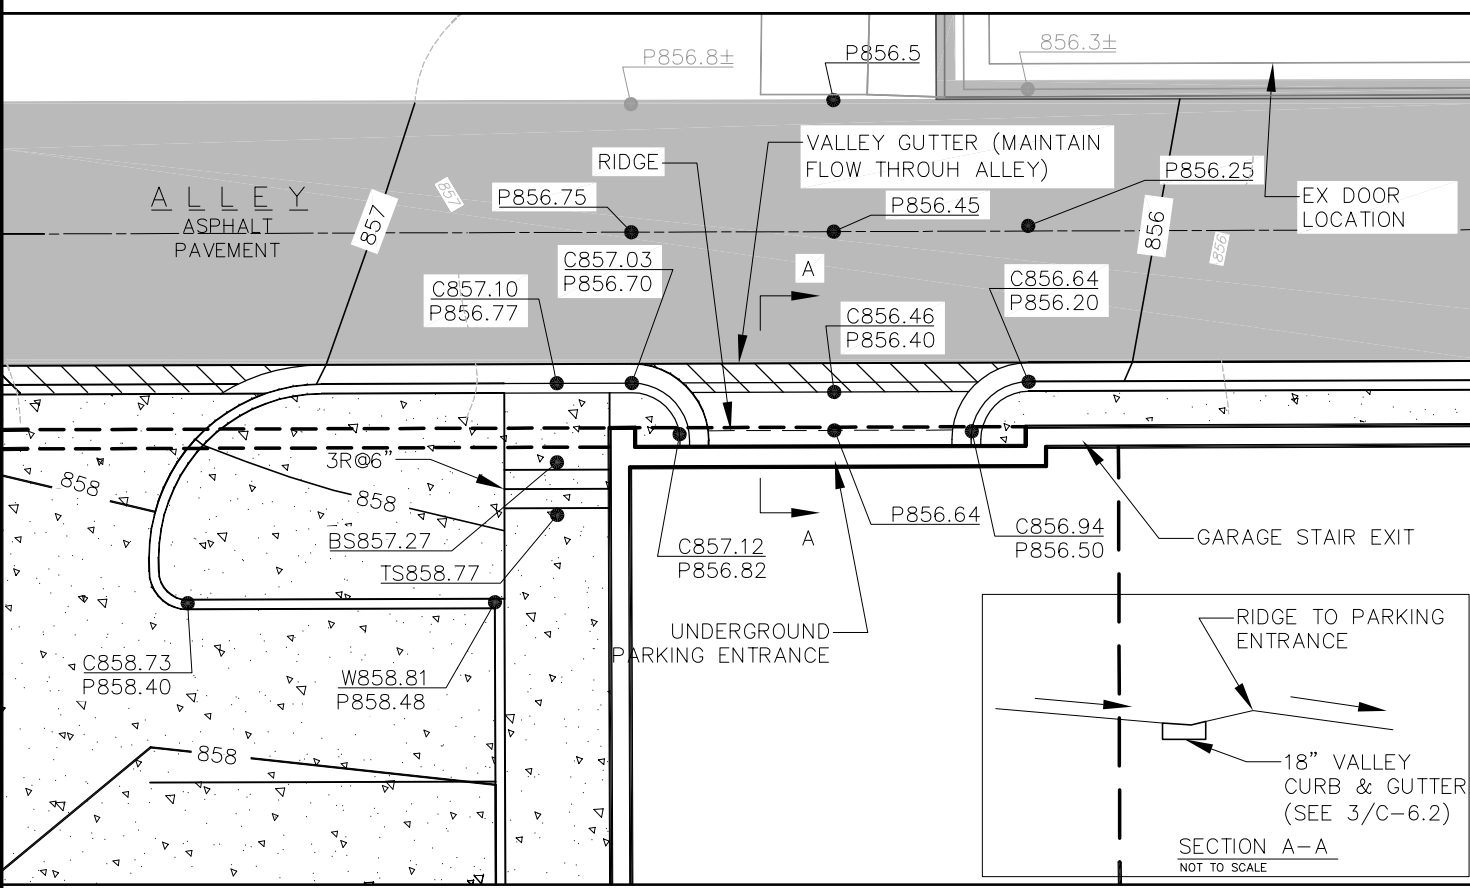 P856.8±
P856.5
856.3±
VALLEY GUTTER (MAINTAIN
FLOW THROUH ALLEY)
RIDGE
P856.25
EX DOOR
LOCATION
ALLEY
ASPHALT
PAVEMENT
857
857
P856.75
P856.45
856
856
C857.03
P856.70
A
C857.10
P856.77
C856.64
P856.20
C856.46
P856.40
3R@6"
858
858
BS857.27
TS858.77
C857.12
P856.82
A
P856.64
C856.94
P856.50
GARAGE STAIR EXIT
UNDERGROUND
PARKING ENTRANCE
C858.73
P858.40
W858.81
P858.48
858
RIDGE TO PARKING
ENTRANCE
18" VALLEY
CURB & GUTTER
(SEE 3/C-6.2)
SECTION A-A
NOT TO SCALE